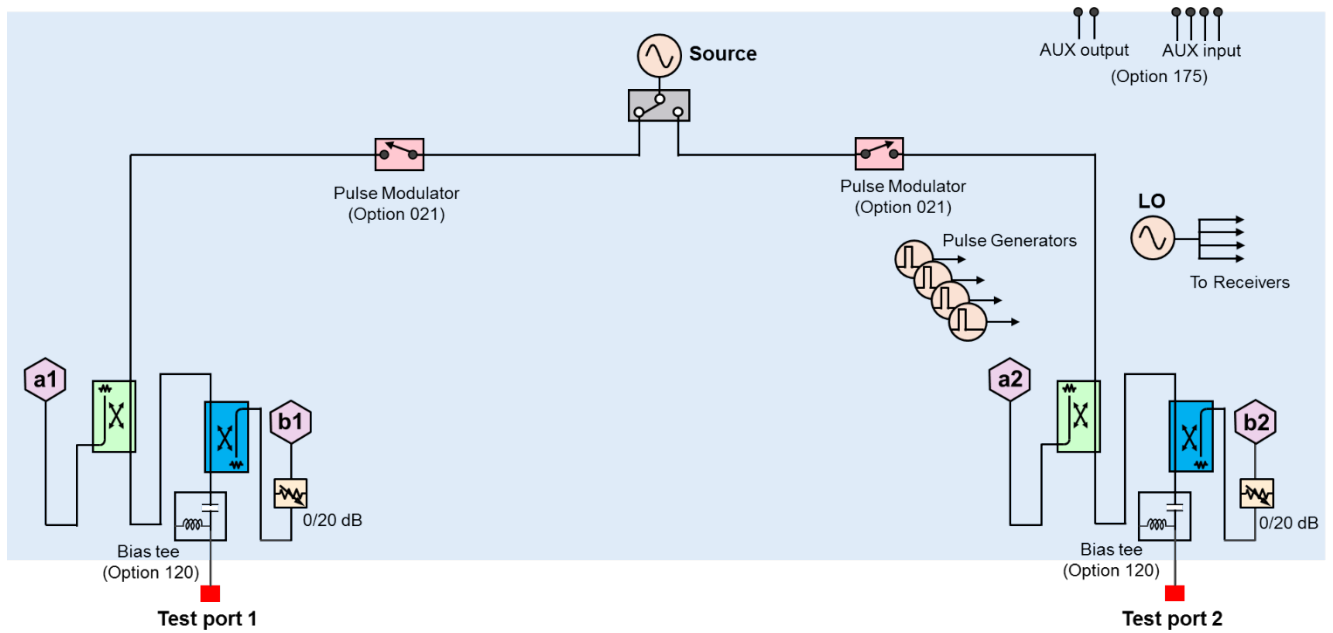 AUX output
AUX input
(Option 175)
Source
Pulse Modulator
(Option 021)
Pulse Modulator
(Option 021)
LO
Pulse Generators
To Receivers
a1
b1
0/20 dB
Bias tee
(Option 120)
Test port 1
a2
b2
0/20 dB
Bias tee
(Option 120)
Test port 2